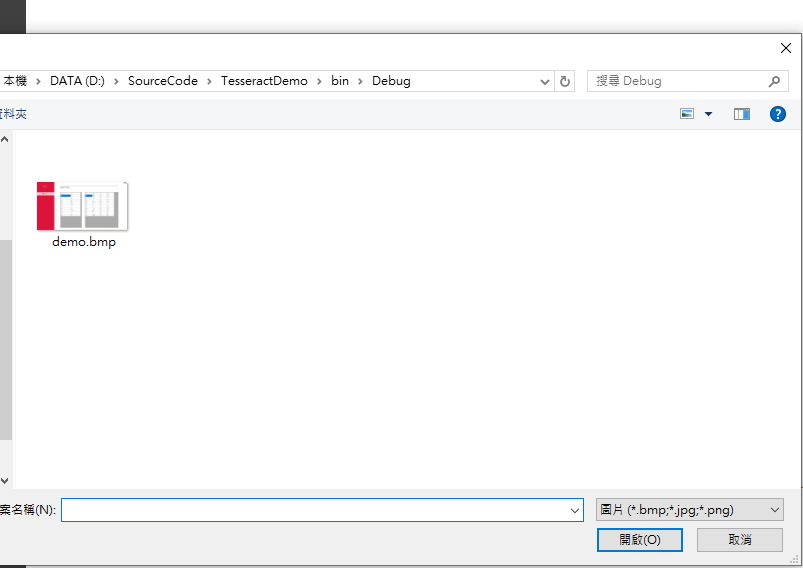 本機 > DATA (D:) > SourceCode > TesseractDemo > bin > Debug
搜尋 Debug
資料夾
?
demo.bmp
案名稱(N):
圖片 (*.bmp;*.jpg;*.png)
開啟(O)
取消